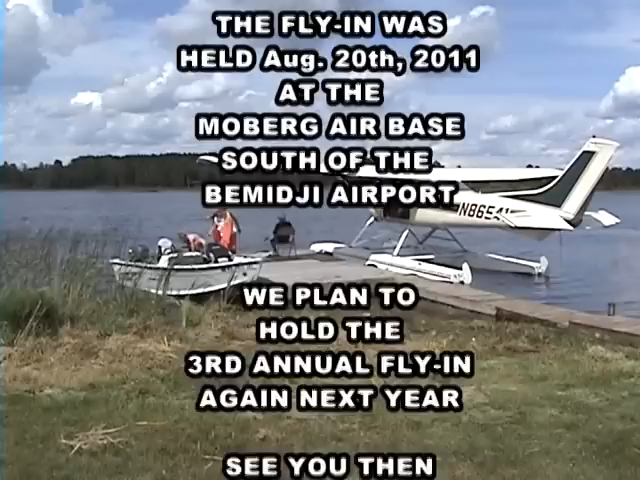 THE FLY-IN WAS
HELD Aug. 20th, 2011
AT THE
MOBERG AIR BASE
SOUTH OF THE
BEMIDJI AIRPORT
N8654
WE PLAN TO
HOLD THE
3RD ANNUAL FLY-IN
AGAIN NEXT YEAR
SEE YOU THEN